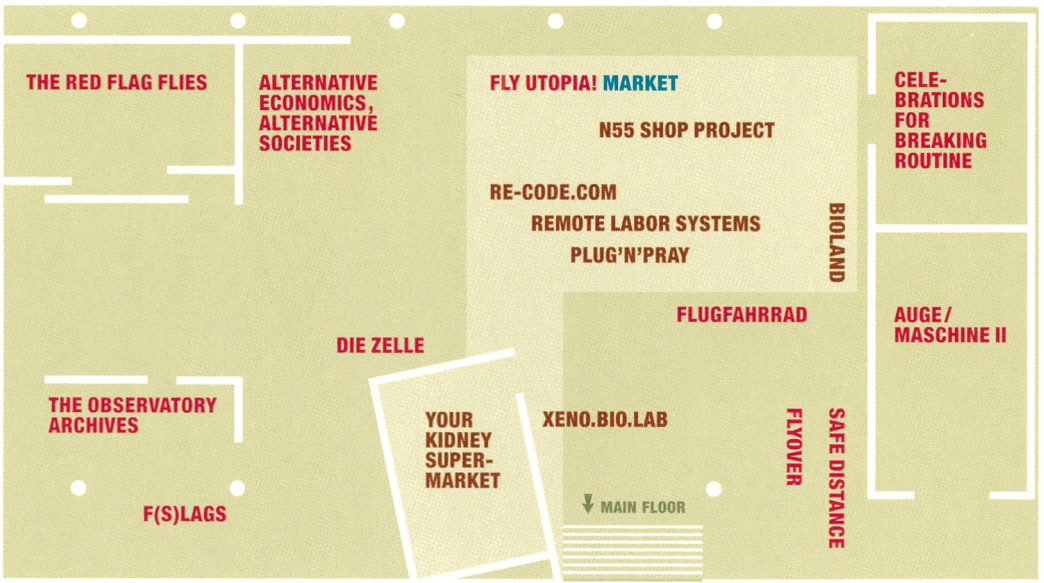 THE RED FLAG FLIES
ALTERNATIVE
ECONOMICS,
ALTERNATIVE
SOCIETIES
FLY UTOPIA! MARKET
N55 SHOP PROJECT
RE-CODE.COM
REMOTE LABOR SYSTEMS
PLUG’N’PRAY
BIOLAND
CELE-
BRATIONS
FOR
BREAKING
ROUTINE
FLUGFAHRRAD
AUGE/
MASCHINE II
DIE ZELLE
THE OBSERVATORY
ARCHIVES
YOUR
KIDNEY
SUPER-
MARKET
XENO.BIO.LAB
FLYOVER
SAFE DISTANCE
MAIN FLOOR
F(S)LAGS